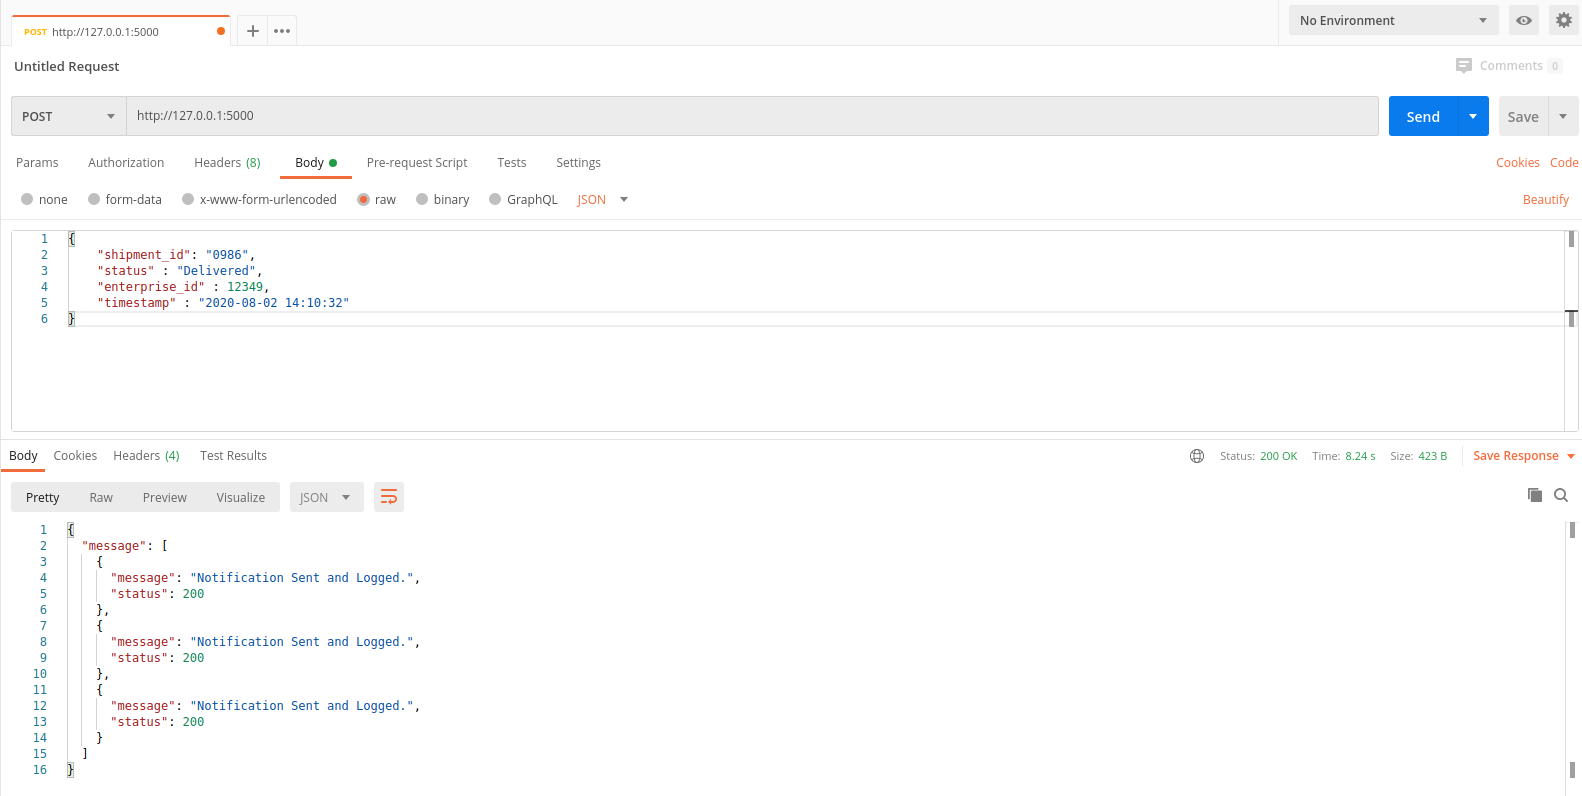 POST http://127.0.0.1:5000
No Environment
Untitled Request
Comments 0
POST http://127.0.0.1:5000
Send
Save
Params Authorization Headers (8) Body Pre-request Script Tests Settings Cookies Code
none form-data x-www-form-urlencoded raw binary GraphQL JSON Beautify
1 {
2 "shipment_id": "0986",
3 "status" : "Delivered",
4 "enterprise_id" : 12349,
5 "timestamp" : "2020-08-02 14:10:32"
6 }
Body Cookies Headers (4) Test Results Status: 200 OK Time: 8.24 s Size: 423 B Save Response
Pretty Raw Preview Visualize JSON
1 {
2 "message": [
3 {
4 "message": "Notification Sent and Logged.",
5 "status": 200
6 },
7 {
8 "message": "Notification Sent and Logged.",
9 "status": 200
10 },
11 {
12 "message": "Notification Sent and Logged.",
13 "status": 200
14 }
15 ]
16 }